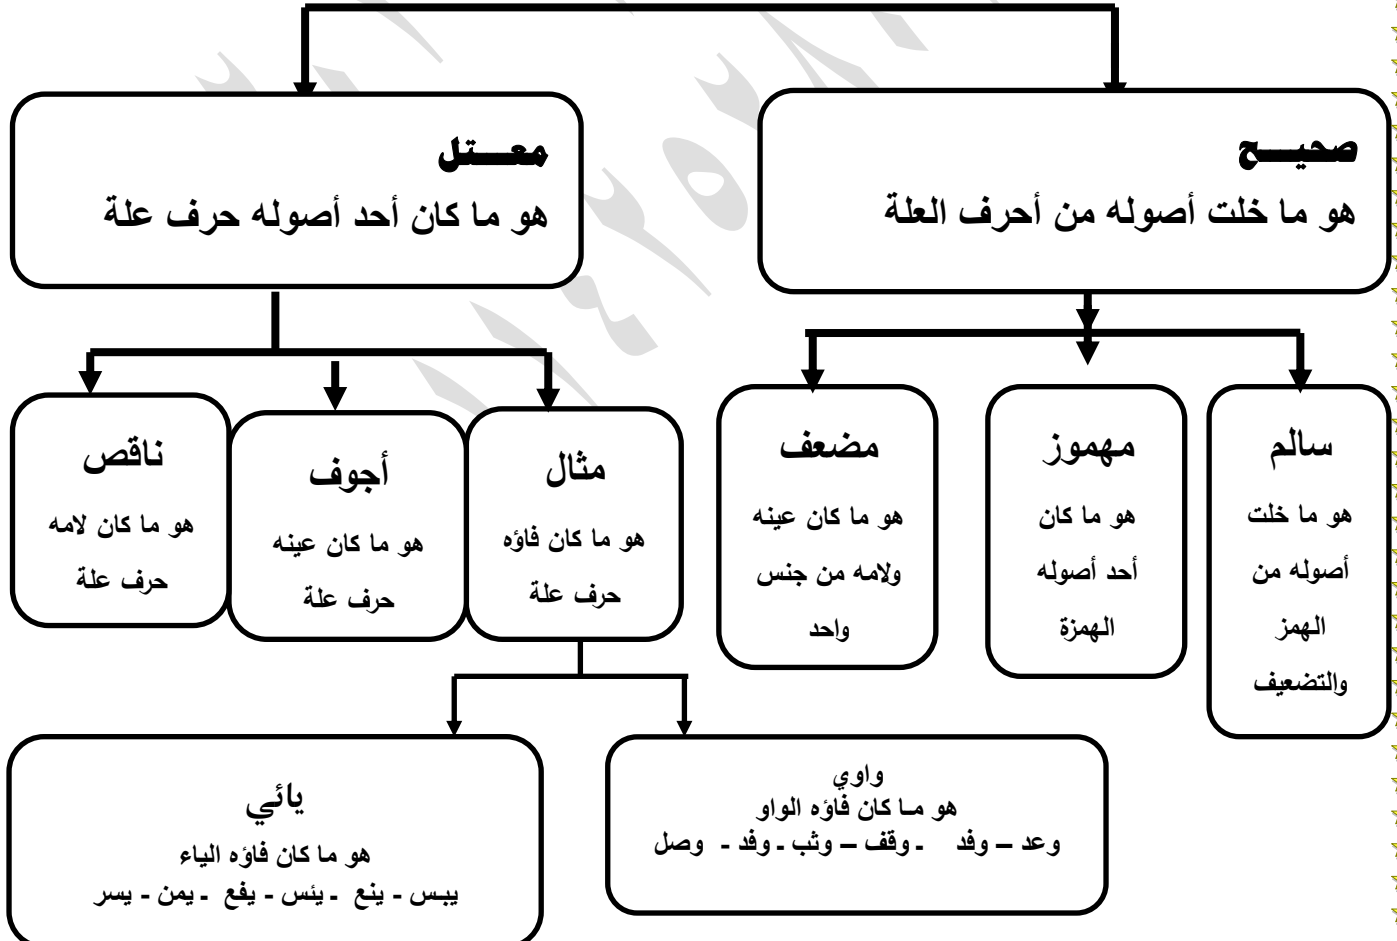 صحيـــح
هو ما خلت أصوله من أحرف العلة
معـــتل
هو ما كان أحد أصوله حرف علة
سالم
هو ما خلت
أصوله من
الهمز
والتضعيف
مهموز
هو ما كان
أحد أصوله
الهمزة
مضعف
هو ما كان عينه
ولامه من جنس
واحد
مثال
هو ما كان فاؤه
حرف علة
أجوف
هو ما كان عينه
حرف علة
ناقص
هو ما كان لامه
حرف علة
واوي
هو مـا كان فاؤه الواو
وعد – وفد - وقف – وثب - وفد - وصل
يائي
هو ما كان فاؤه الياء
يبـس - ينع - يئس - يفع - يمن - يسر